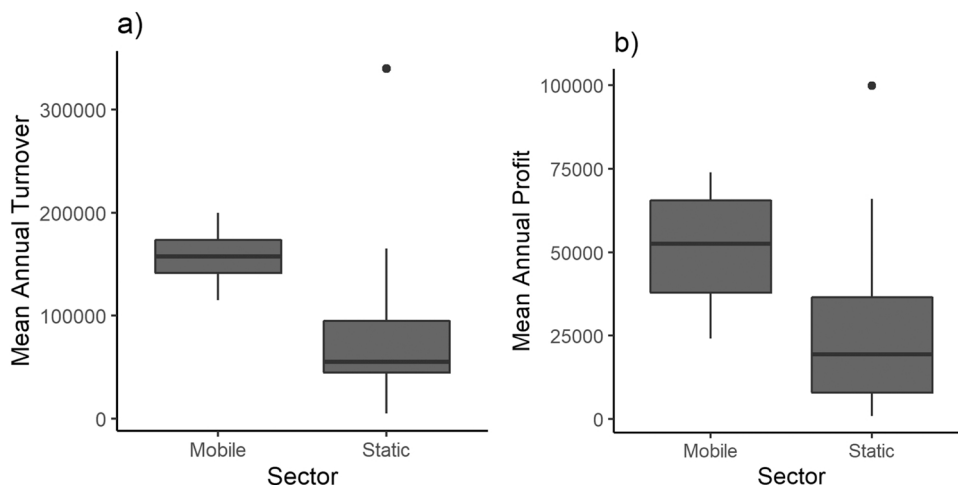 a)
Mean Annual Turnover
300000
200000
100000
0
Mobile
Static
Sector
b)
Mean Annual Profit
100000
75000
50000
25000
0
Mobile
Static
Sector